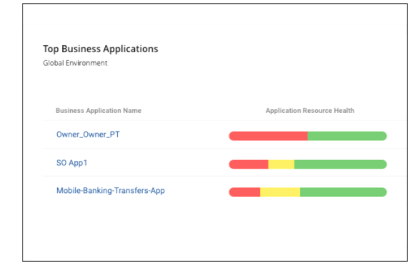 Top Business Applications
Global Environment
Business Application Name Application Resource Health
Owner_Owner_PT
SO App1
Mobile-Banking-Transfers-App